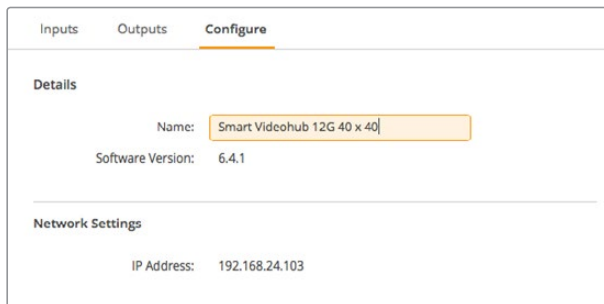 Inputs Outputs Configure
Details
Name: Smart Videohub 12G 40 x 40
Software Version: 6.4.1
Network Settings
IP Address: 192.168.24.103